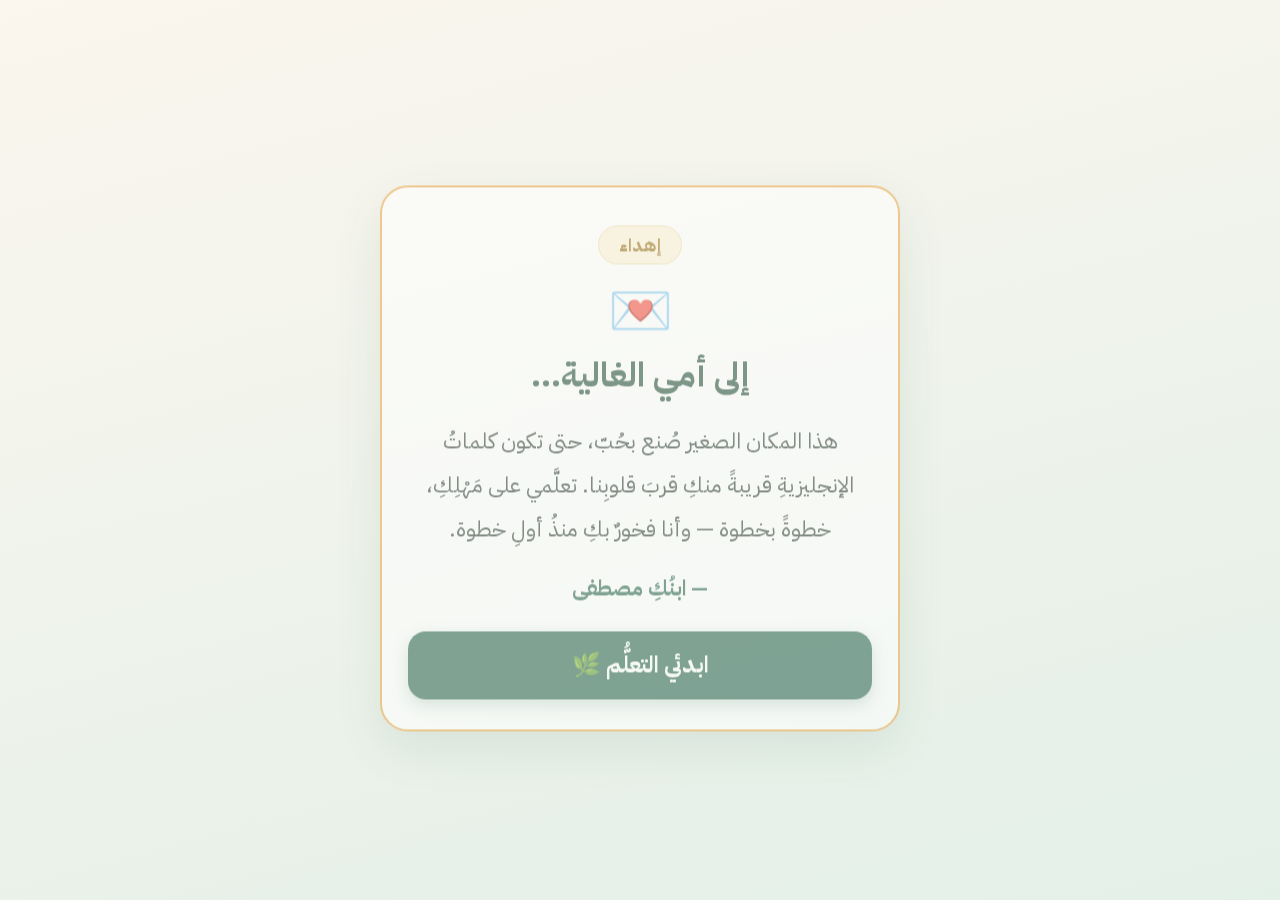 إهداء
إلى أمي الغالية...
هذا المكان الصغير صُنع بحُبّ، حتى تكون كلماتُ
الإنجليزيةِ قريبةً منكِ قربَ قلوبِنا. تعلَّمي على مَهْلِكِ،
خطوةً بخطوة — وأنا فخورٌ بكِ منذُ أولِ خطوة.
— ابنُكِ مصطفى
ابدئي التعلُّم 🌿